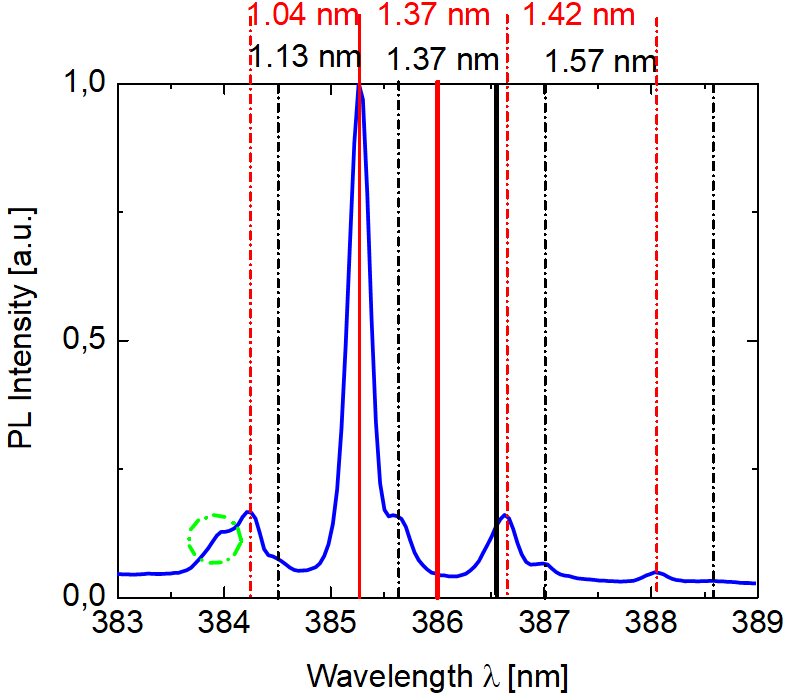 1.04 nm 1.37 nm 1.42 nm
1.13 nm 1.37 nm 1.57 nm
1,0
0,5
0,0
PL Intensity [a.u.]
383 384 385 386 387 388 389
Wavelength λ [nm]